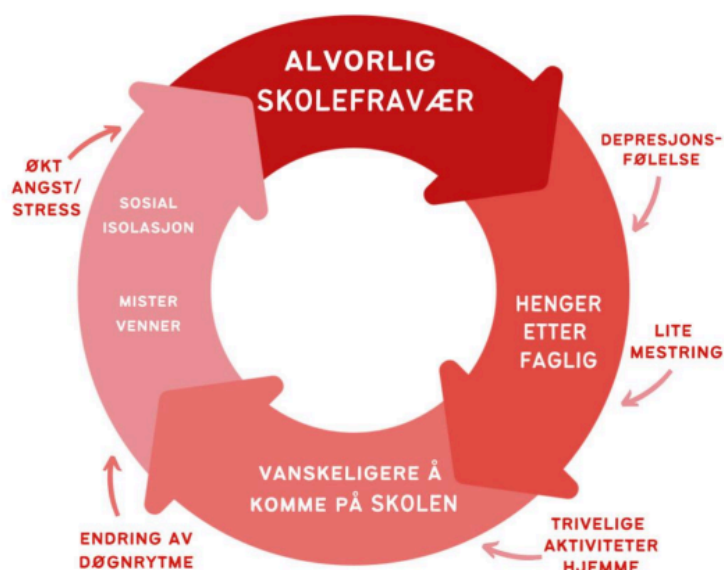 ALVORLIG
SKOLEFRAVÆR
DEPRESJONS-
FØLELSE
HENGER
ETTER
FAGLIG
LITE
MESTRING
TRIVELIGE
AKTIVITETER
HJEMME
VANSKELIGERE Å
KOMME PÅ SKOLEN
ENDRING AV
DØGNRYTME
MISTER
VENNER
SOSIAL
ISOLASJON
ØKT
ANGST/
STRESS